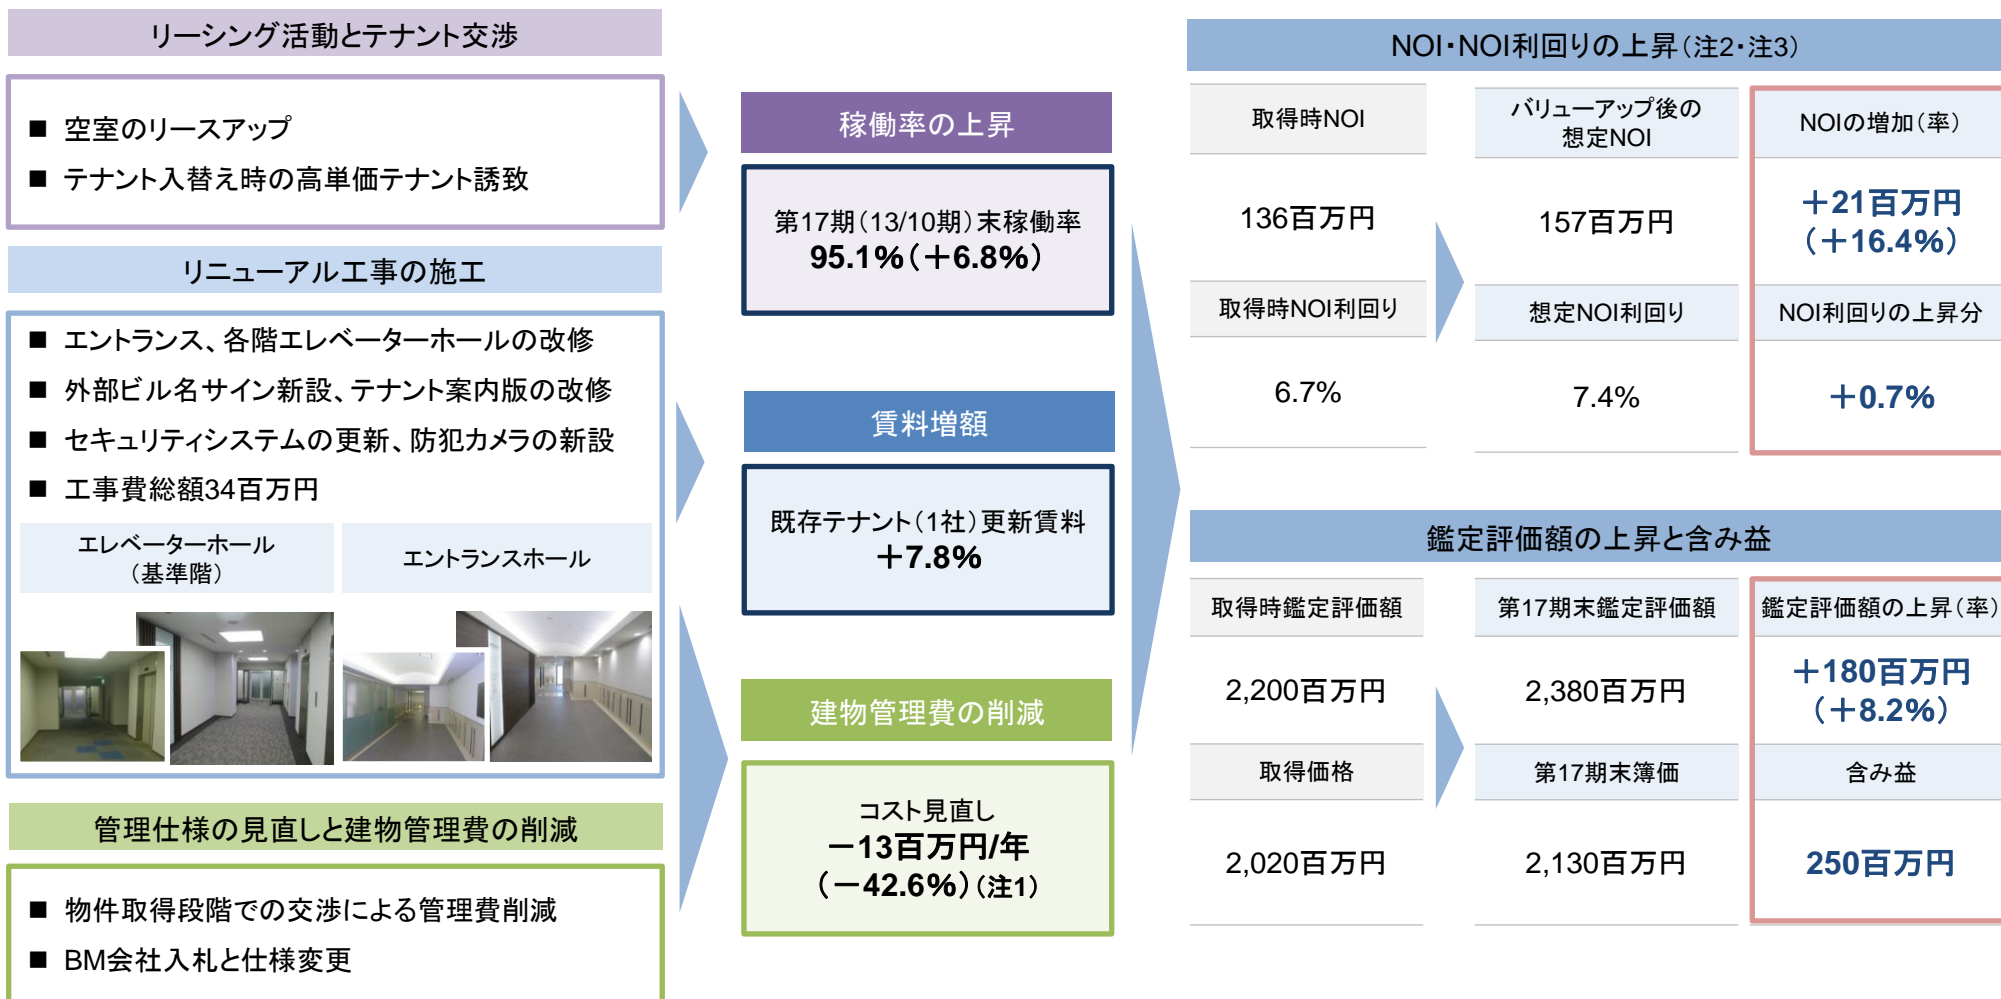 リーシング活動とテナント交渉
■ 空室のリースアップ
■ テナント入替え時の高単価テナント誘致
リニューアル工事の施工
■ エントランス、各階エレベーターホールの改修
■ 外部ビル名サイン新設、テナント案内版の改修
■ セキュリティシステムの更新、防犯カメラの新設
■ 工事費総額34百万円
エレベーターホール
（基準階）
エントランスホール
管理仕様の見直しと建物管理費の削減
■ 物件取得段階での交渉による管理費削減
■ BM会社入札と仕様変更
稼働率の上昇
第17期（13/10期）末稼働率
95.1%（＋6.8%）
賃料増額
既存テナント（1社）更新賃料
＋7.8%
建物管理費の削減
コスト見直し
－13百万円/年
（－42.6%）（注1）
NOI・NOI利回りの上昇（注2・注3）
取得時NOI
バリューアップ後の
想定NOI
NOIの増加（率）
136百万円
157百万円
＋21百万円
（＋16.4%）
取得時NOI利回り
想定NOI利回り
NOI利回りの上昇分
6.7%
7.4%
＋0.7%
鑑定評価額の上昇と含み益
取得時鑑定評価額
第17期末鑑定評価額
鑑定評価額の上昇（率）
2,200百万円
2,380百万円
＋180百万円
（＋8.2%）
取得価格
第17期末簿価
含み益
2,020百万円
2,130百万円
250百万円